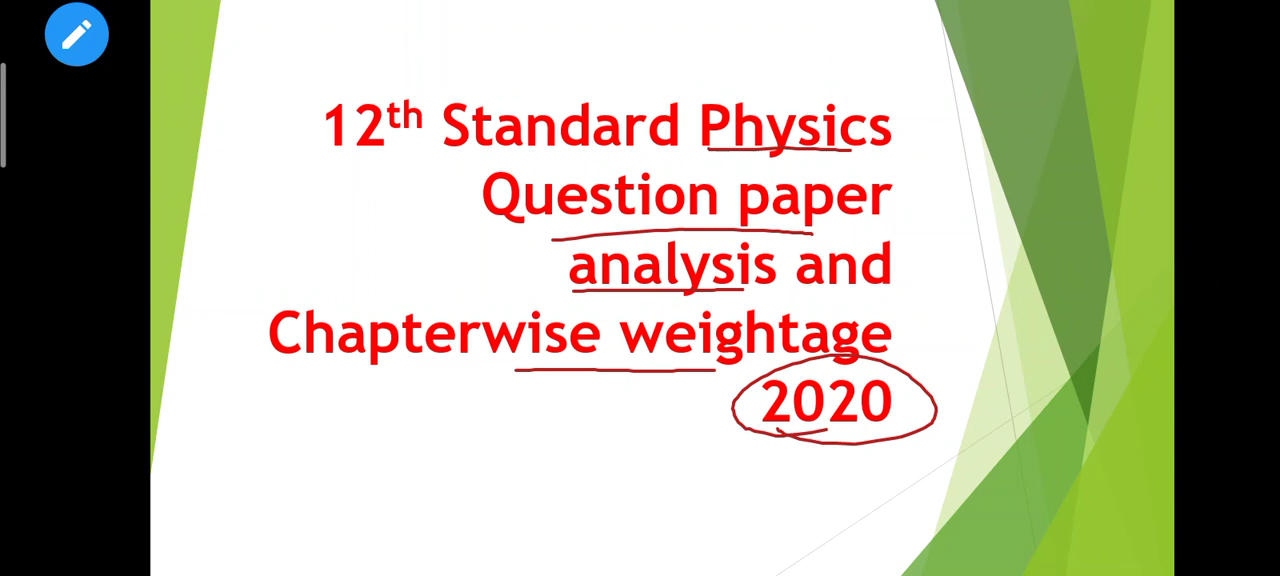 12th Standard Physics
Question paper
analysis and
Chapterwise weightage
2020